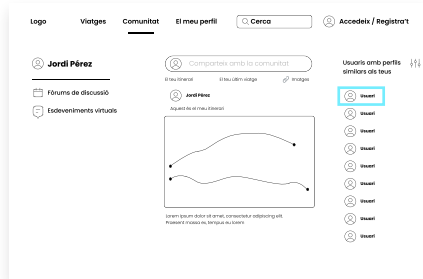 Logo
Viatges
Comunitat
El meu perfil
Cerca
Accedeix / Registra't
Jordi Pérez
Fòrums de discussió
Esdeveniments virtuals
Comparteix amb la comunitat
El teu itinerari
El teu últim viatge
Imatges
Jordi Pérez
Aquest és el meu itinerari
Lorem ipsum dolor sit amet, consectetur adipiscing elit.
Praesent massa ex, tempus eu lorem
Usuaris amb perfils
similars als teus
Usuari
Usuari
Usuari
Usuari
Usuari
Usuari
Usuari
Usuari
Usuari